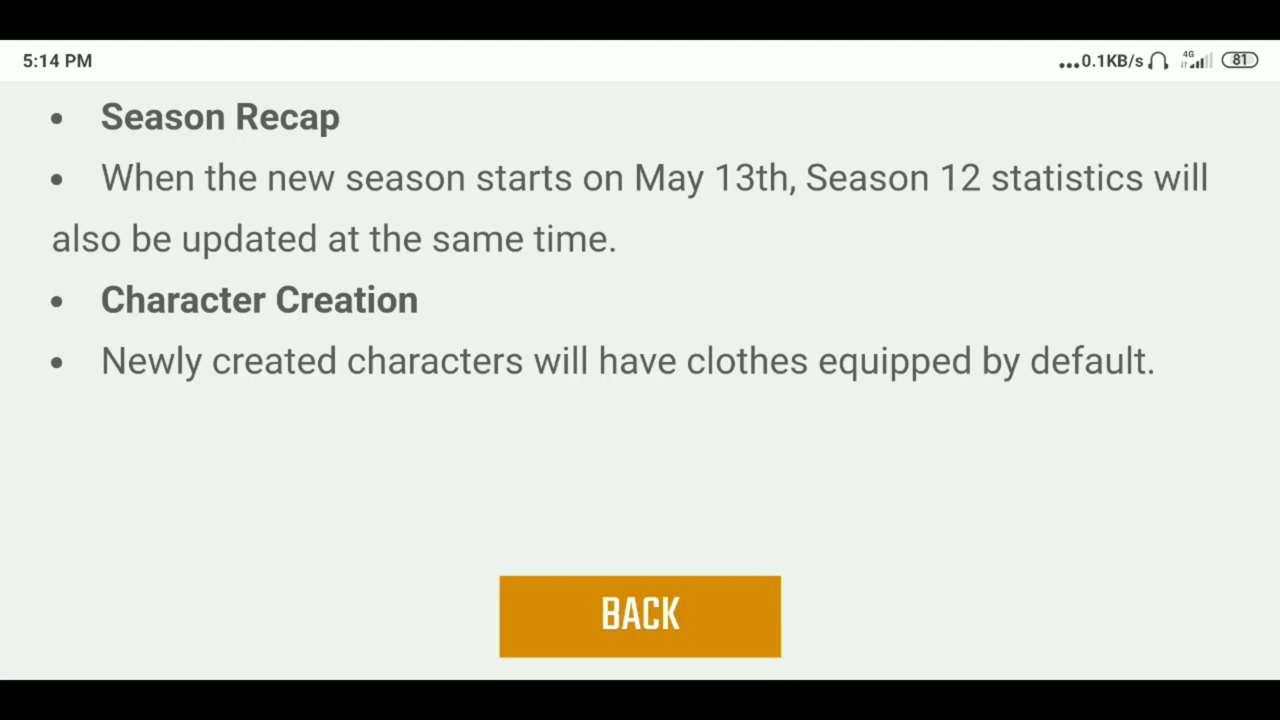 5:14 PM
...0.1KB/s 4G 81
• Season Recap
• When the new season starts on May 13th, Season 12 statistics will
also be updated at the same time.
• Character Creation
• Newly created characters will have clothes equipped by default.
BACK